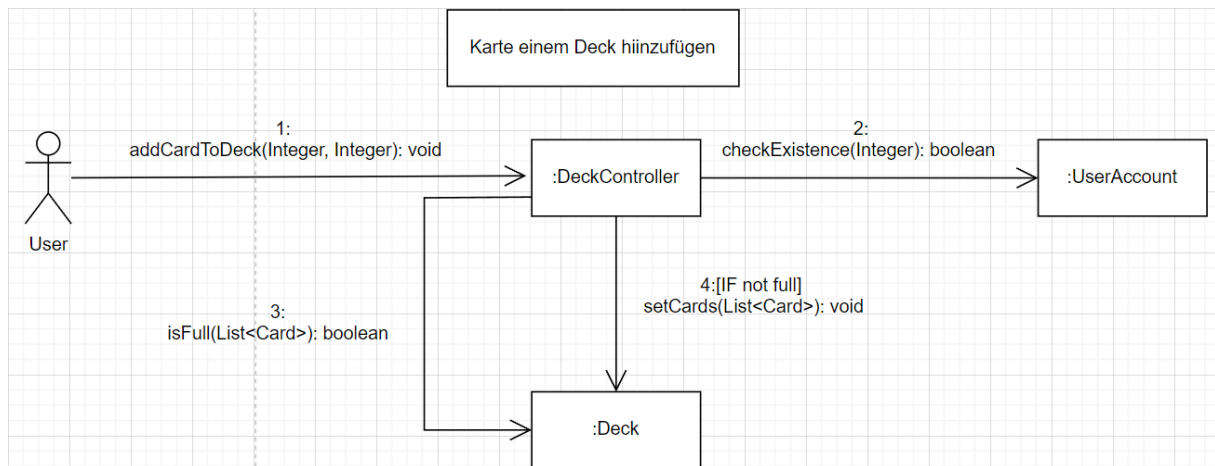 Karte einem Deck hiinzufügen
1:
addCardToDeck(Integer, Integer): void
2:
checkExistence(Integer): boolean
:DeckController
:UserAccount
User
4:[IF not full]
setCards(List<Card>): void
3:
isFull(List<Card>): boolean
:Deck